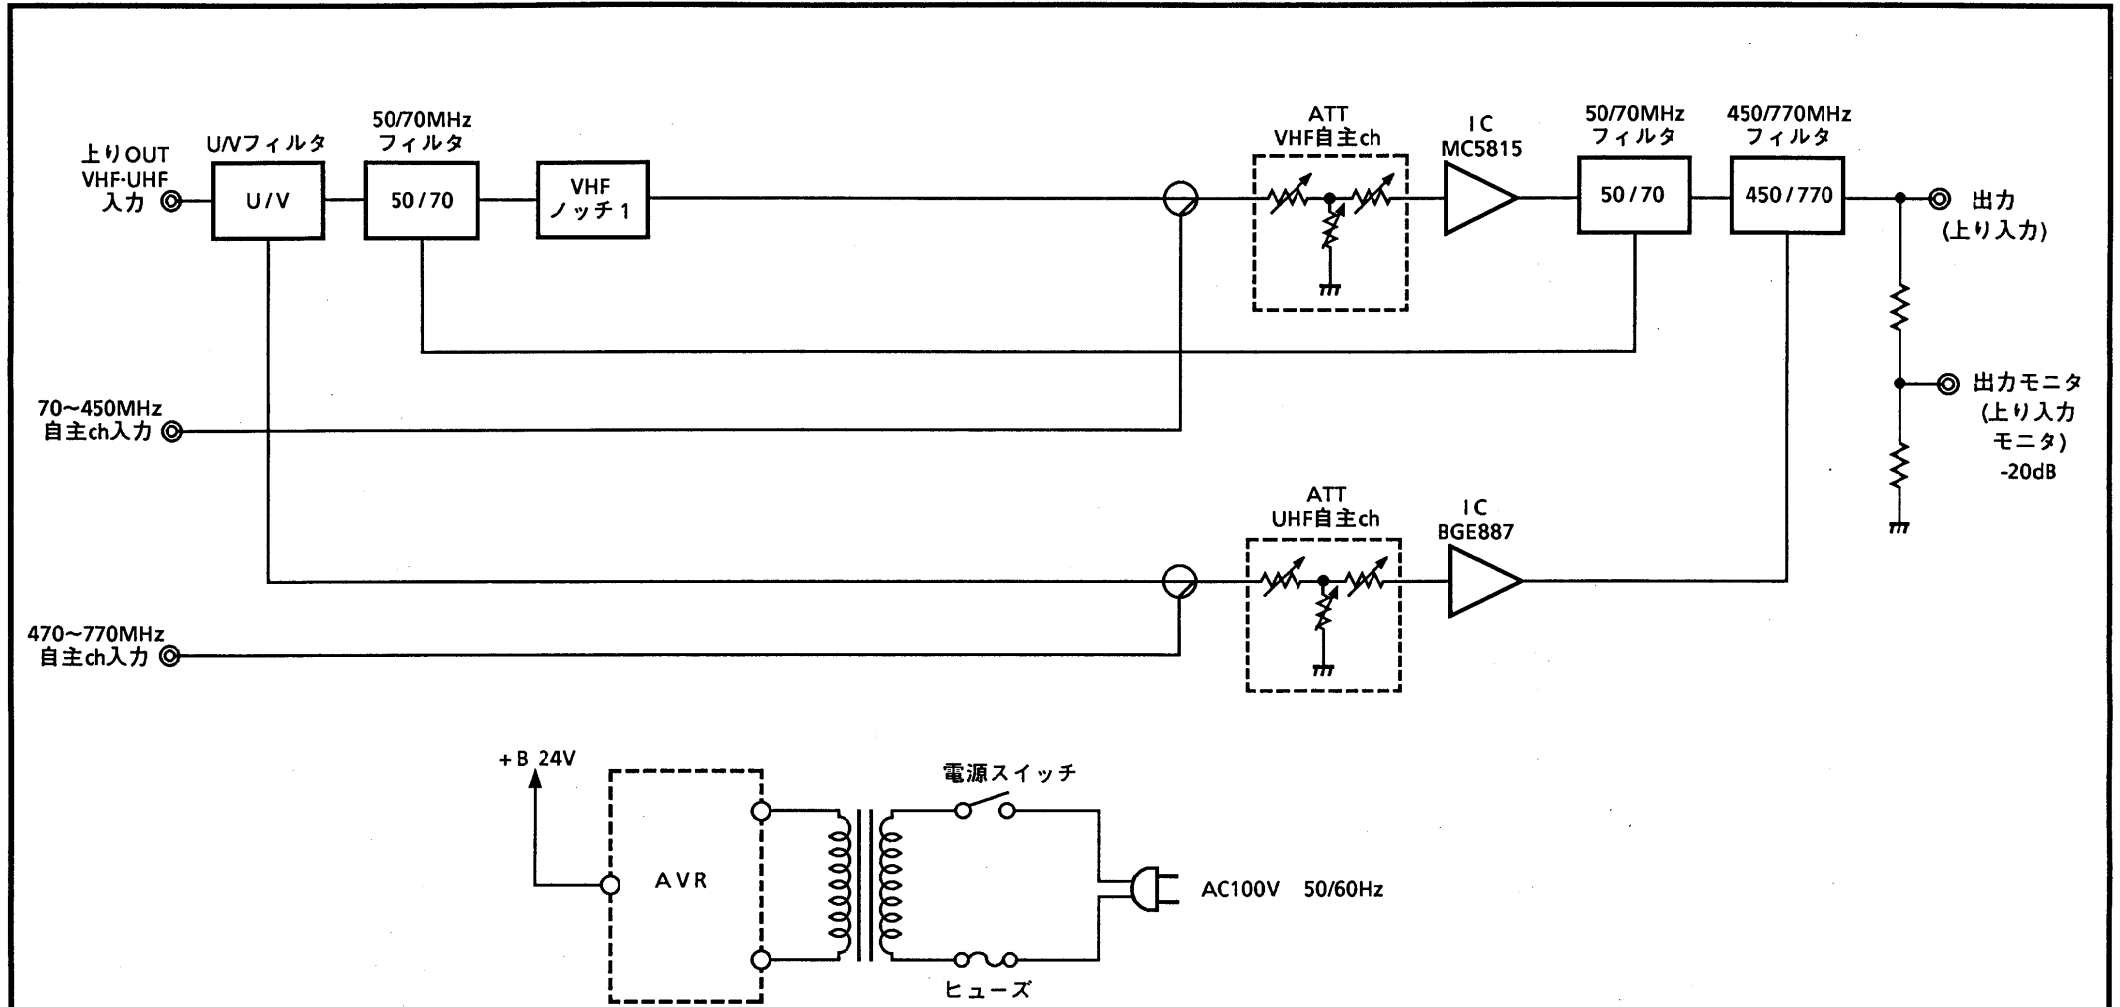 上りOUT
VHF·UHF
入力
U/Vフィルタ
U/V
50/70MHz
フィルタ
50/70
VHF
ノッチ1
ATT
VHF自主ch
IC
MC5815
50/70MHz
フィルタ
50/70
450/770MHz
フィルタ
450/770
出力
(上り入力)
出力モニタ
(上り入力
モニタ)
-20dB
70~450MHz
自主ch入力
ATT
UHF自主ch
IC
BGE887
470~770MHz
自主ch入力
+B 24V
AVR
電源スイッチ
AC100V 50/60Hz
ヒューズ